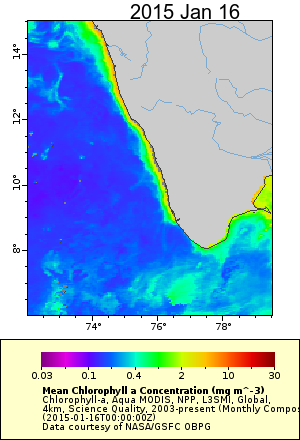 2015 Jan 16
14°
12°
10°
8°
74° 76° 78°
0.03 0.1 0.4 1 4 10 30
Mean Chlorophyll a Concentration (mg m^-3)
Chlorophyll-a, Aqua MODIS, NPP, L3SMI, Global,
4km, Science Quality, 2003-present (Monthly Compos
(2015-01-16T00:00:00Z)
Data courtesy of NASA/GSFC OBPG